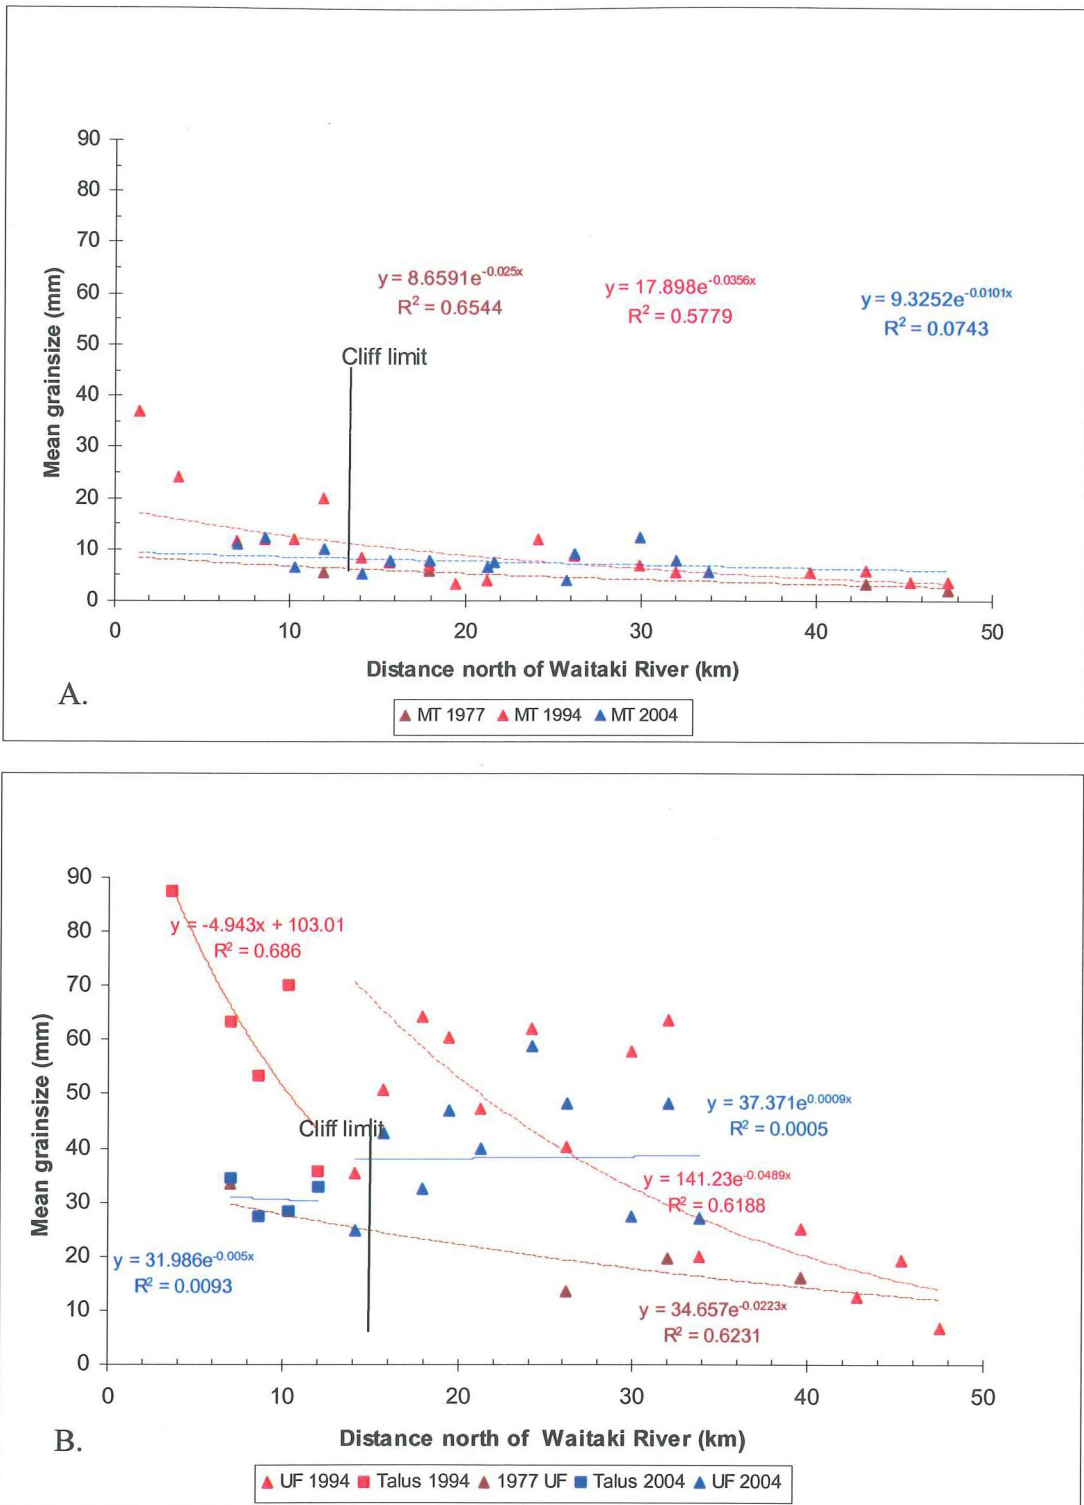 90
80
70
60
50
40
30
20
10
0
Mean grainsize (mm)
y = 8.6591e^-0.025x
R² = 0.6544
y = 17.898e^-0.0356x
R² = 0.5779
y = 9.3252e^-0.0101x
R² = 0.0743
Cliff limit
0 10 20 30 40 50
Distance north of Waitaki River (km)
A.
MT 1977 MT 1994 MT 2004
90
80
70
60
50
40
30
20
10
0
Mean grainsize (mm)
y = -4.943x + 103.01
R² = 0.686
Cliff limit
y = 37.371e^0.0009x
R² = 0.0005
y = 141.23e^-0.0489x
R² = 0.6188
y = 31.986e^-0.005x
R² = 0.0093
y = 34.657e^-0.0223x
R² = 0.6231
0 10 20 30 40 50
Distance north of Waitaki River (km)
B.
UF 1994 Talus 1994 1977 UF Talus 2004 UF 2004